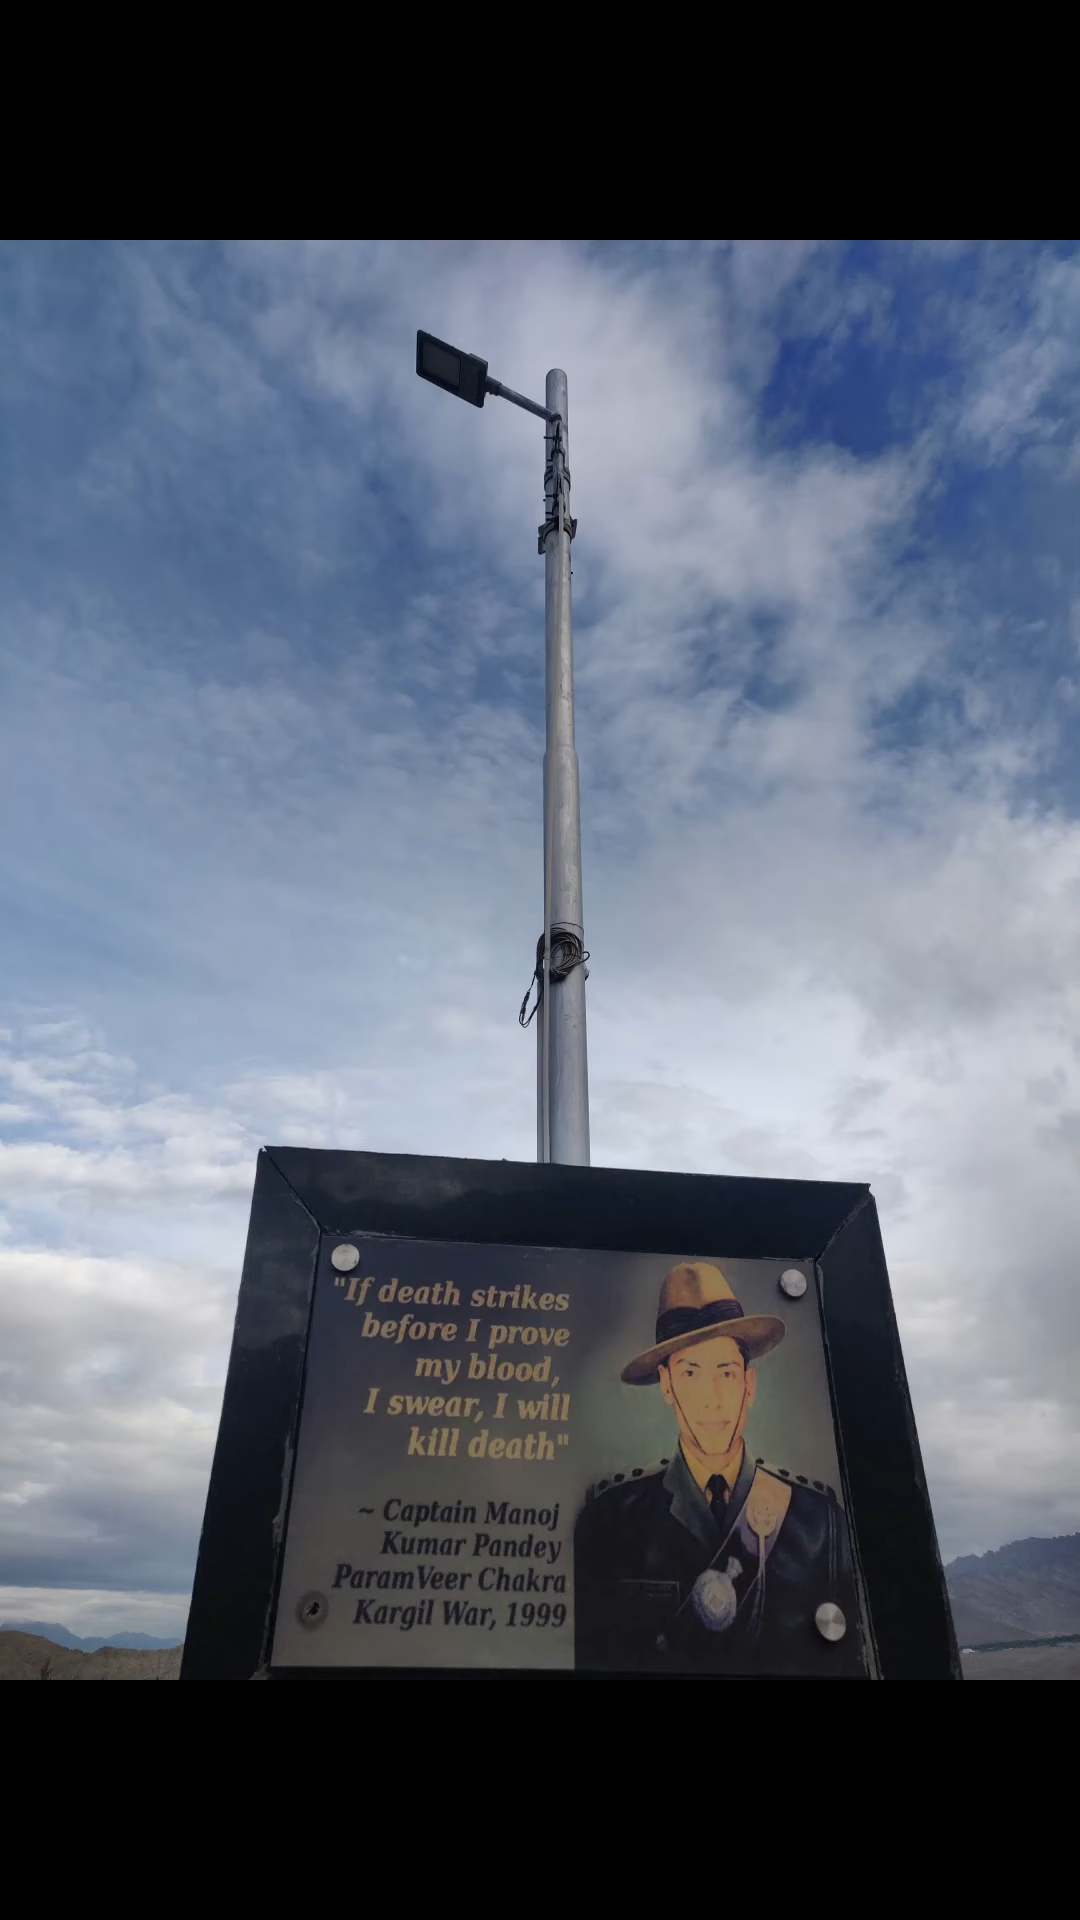 "If death strikes
before I prove
my blood,
I swear, I will
kill death"
~ Captain Manoj
Kumar Pandey
ParamVeer Chakra
Kargil War, 1999